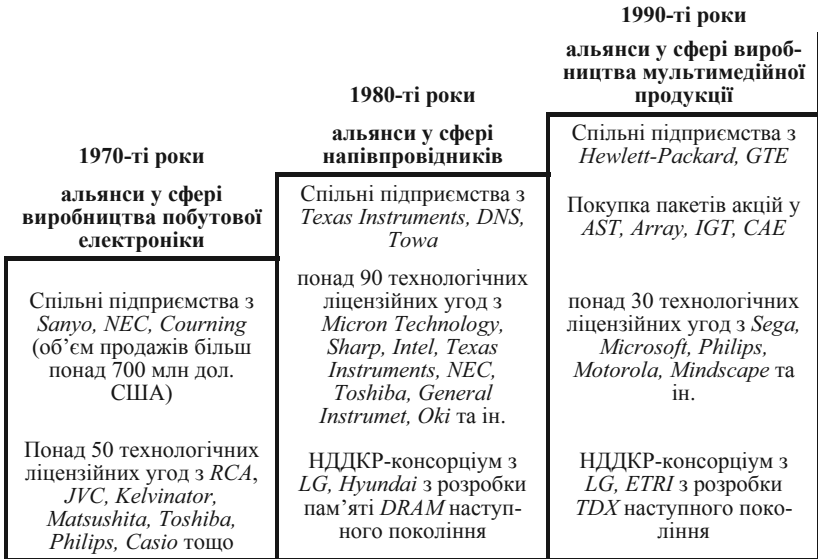 1970-ті роки
альянси у сфері
виробництва побутової
електроніки
Спільні підприємства з
Sanyo, NEC, Courning
(об’єм продажів більш
понад 700 млн дол.
США)
Понад 50 технологічних
ліцензійних угод з RCA,
JVC, Kelvinator,
Matsushita, Toshiba,
Philips, Casio тощо
1980-ті роки
альянси у сфері
напівпровідників
Спільні підприємства з
Texas Instruments, DNS,
Towa
понад 90 технологічних
ліцензійних угод з
Micron Technology,
Sharp, Intel, Texas
Instruments, NEC,
Toshiba, General
Instrumet, Oki та ін.
НДДКР-консорціум з
LG, Hyundai з розробки
пам’яті DRAM наступ-
ного покоління
1990-ті роки
альянси у сфері вироб-
ництва мультимедійної
продукції
Спільні підприємства з
Hewlett-Packard, GTE
Покупка пакетів акцій у
AST, Array, IGT, CAE
понад 30 технологічних
ліцензійних угод з Sega,
Microsoft, Philips,
Motorola, Mindscape та
ін.
НДДКР-консорціум з
LG, ETRI з розробки
TDX наступного поко-
ління